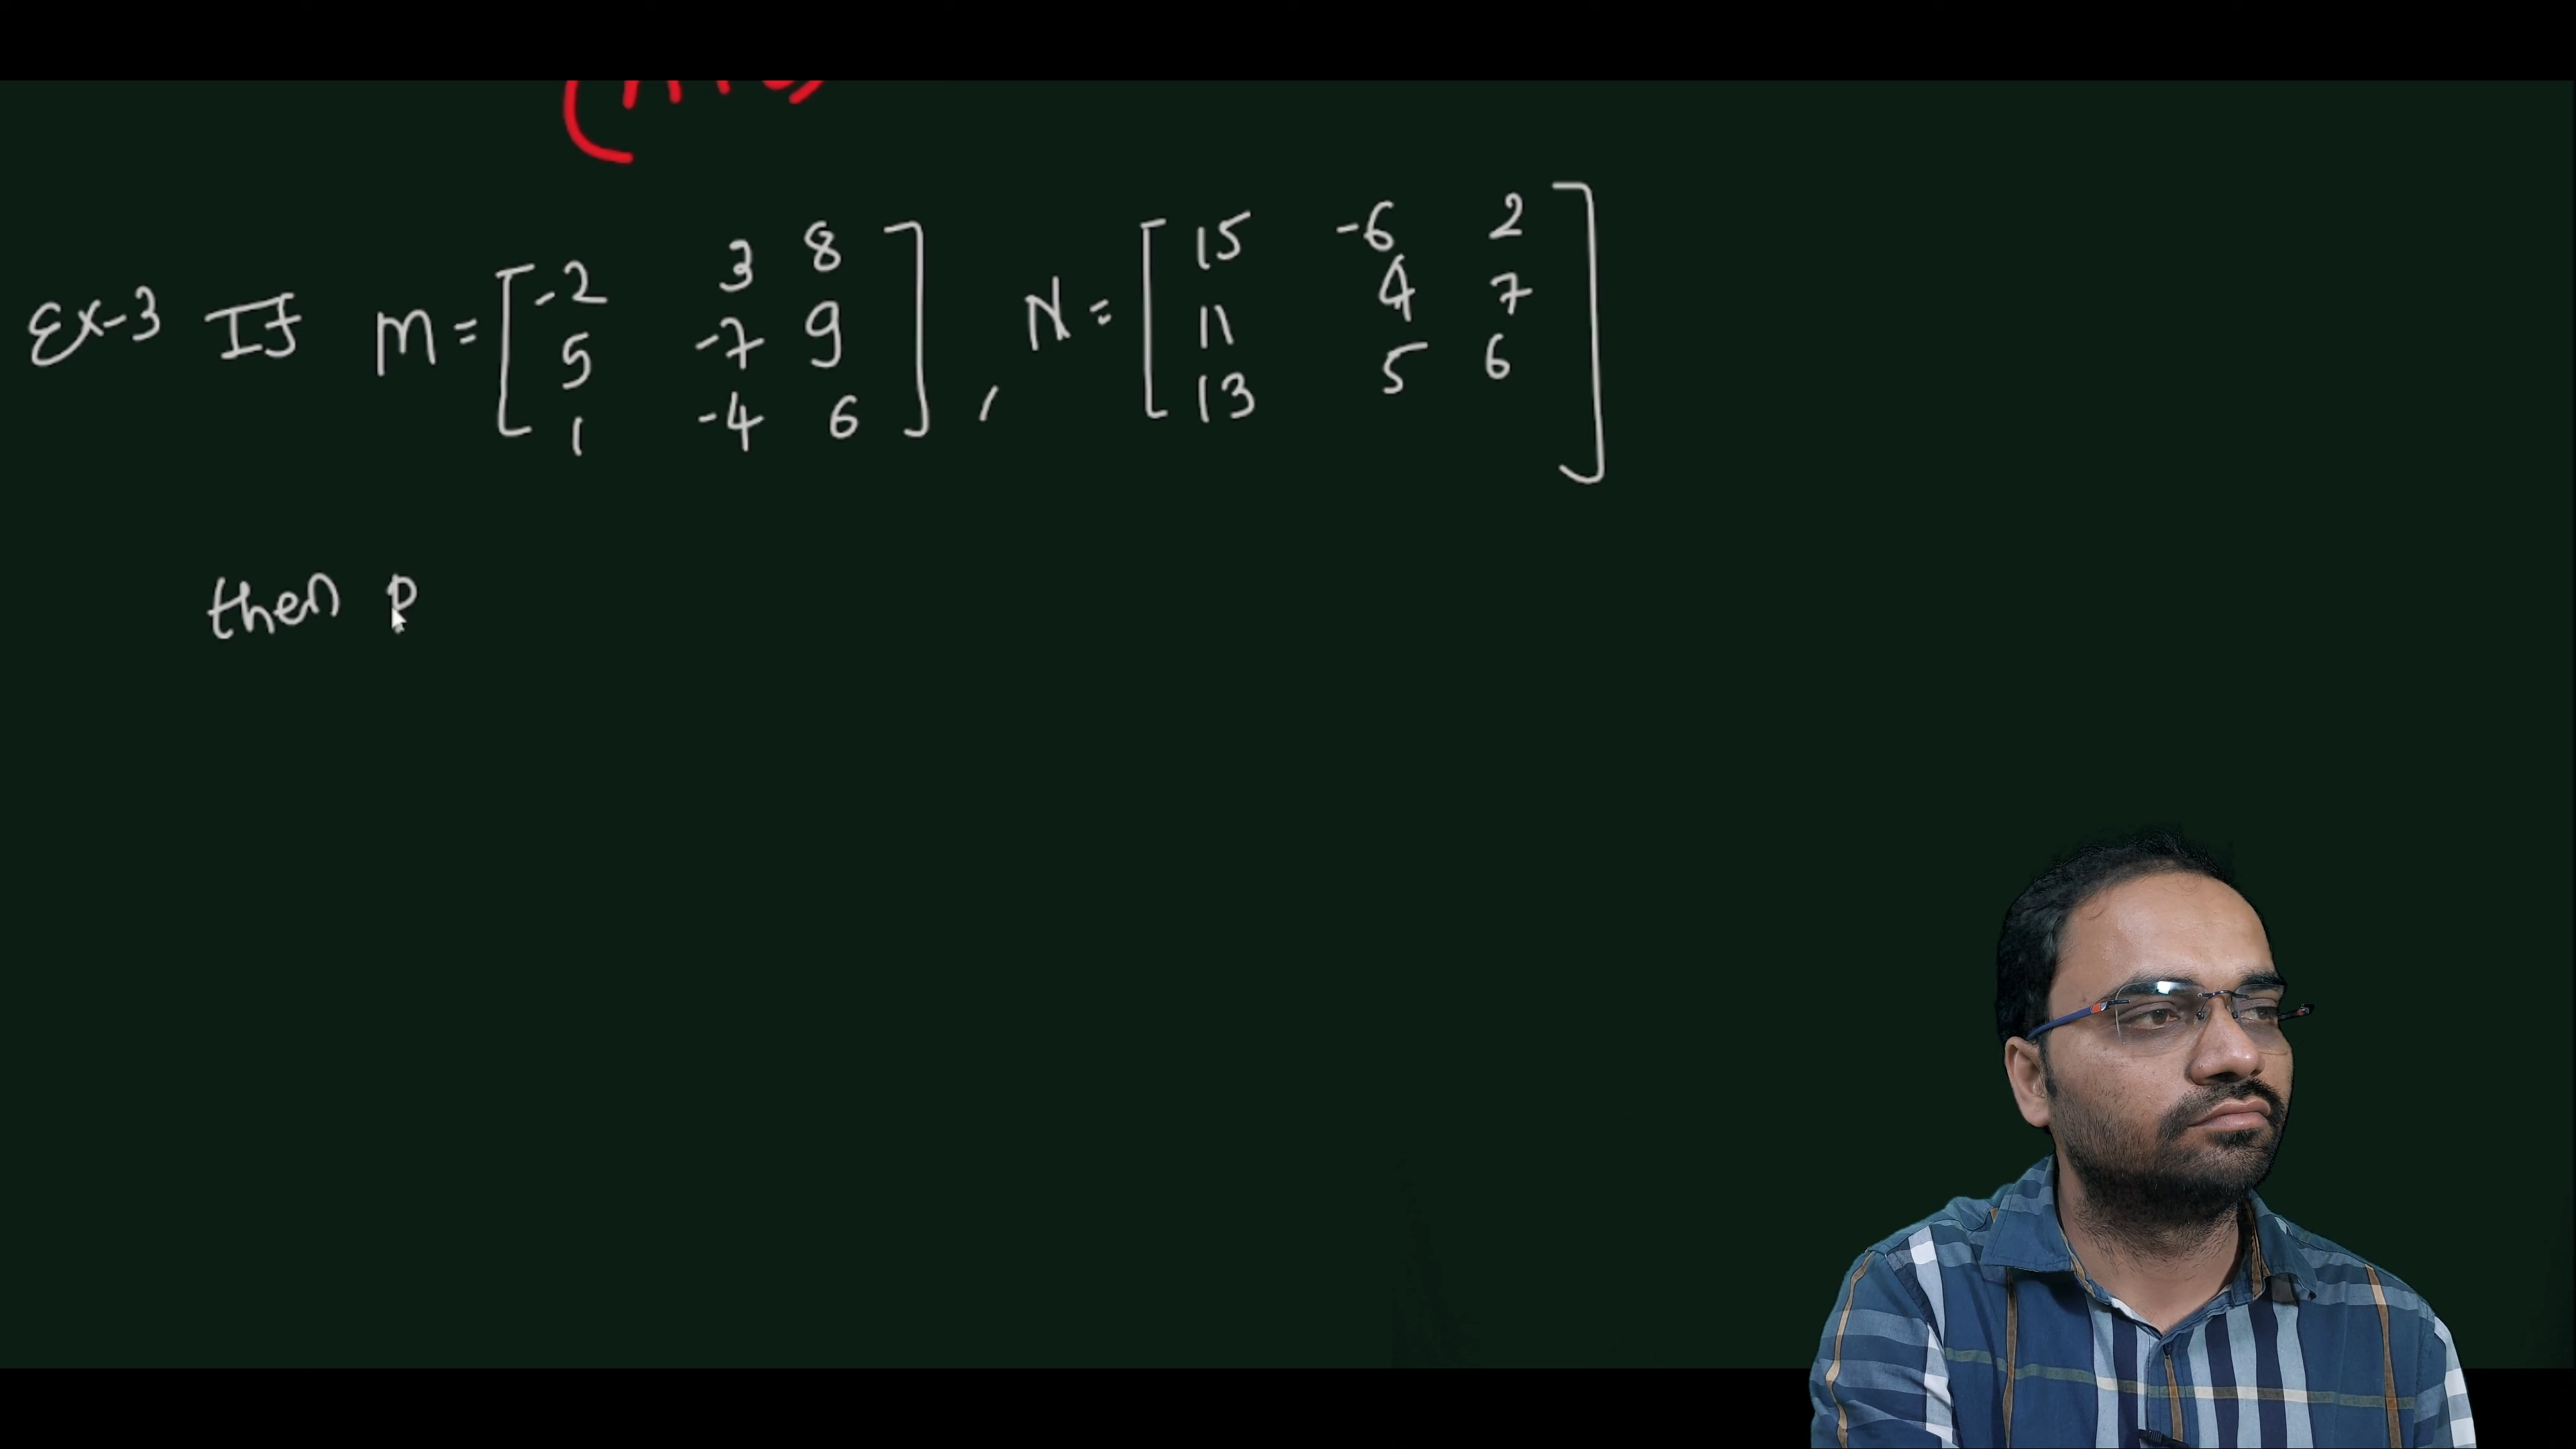 Ex-3 If M = [ -2 3 8 ] , N = [ 15 -6 2 ]
5 -7 9 11 4 7
1 -4 6 13 5 6
then P